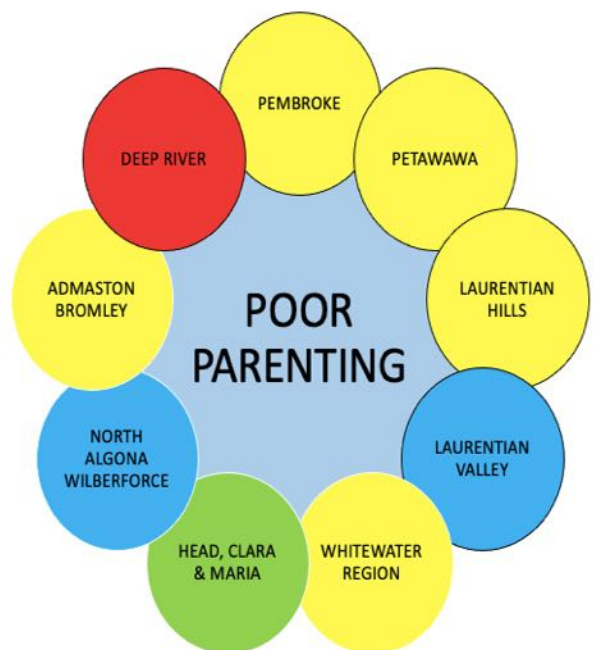 PEMBROKE
PETAWAWA
LAURENTIAN
HILLS
LAURENTIAN
VALLEY
WHITEWATER
REGION
HEAD, CLARA
& MARIA
NORTH
ALGONA
WILBERFORCE
ADMASTON
BROMLEY
DEEP RIVER
POOR
PARENTING